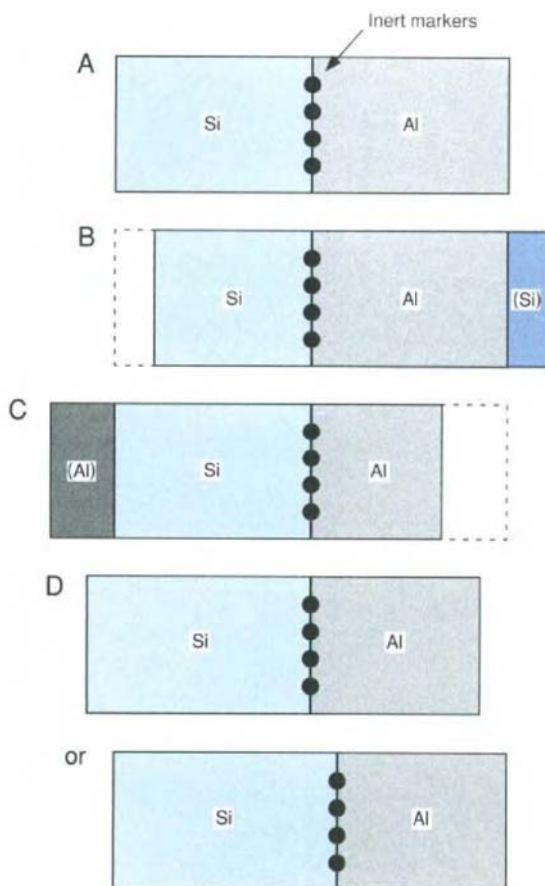 Inert markers
A
Si Al
B
Si Al (Si)
C
(Al) Si Al
D
Si Al
or
Si Al